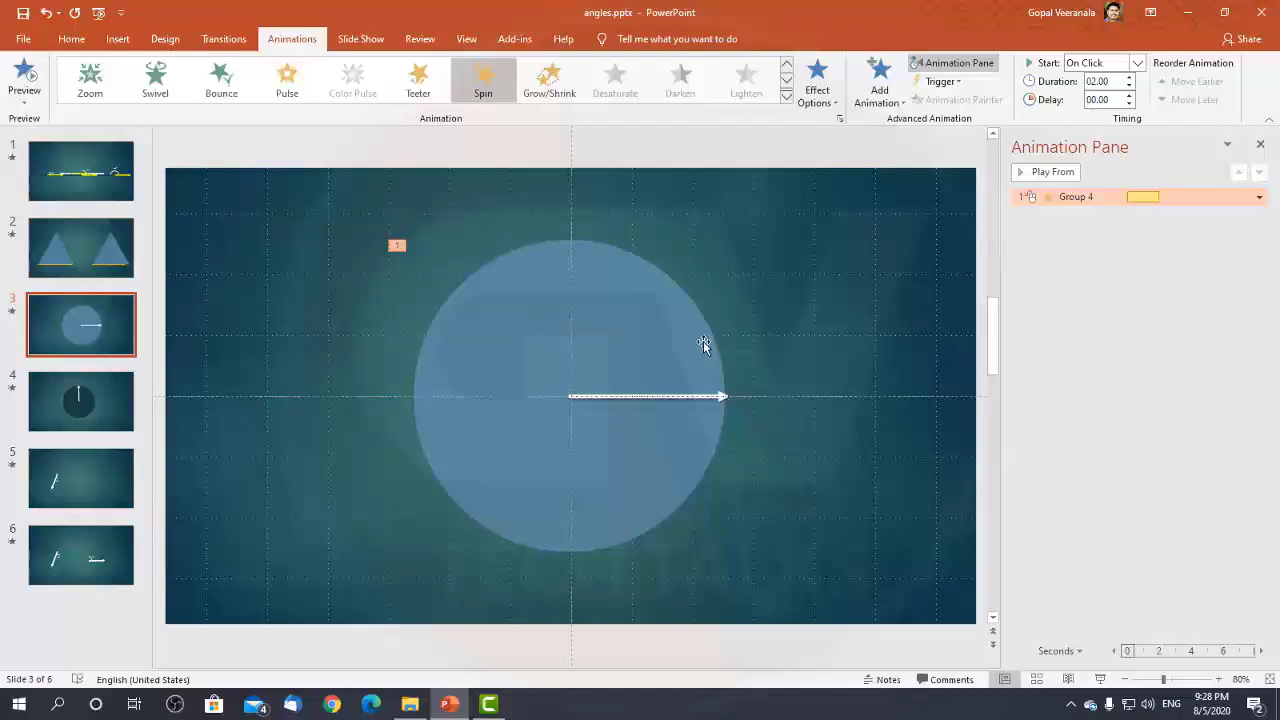 angles.pptx - PowerPoint
Gopal Veeranala
File Home Insert Design Transitions Animations Slide Show Review View Add-ins Help Tell me what you want to do Share
Preview
Zoom Swivel Bounce Pulse Color Pulse Teeter Spin Grow/Shrink Desaturate Darken Lighten
Effect Options
Add Animation
Animation Pane
Trigger
Animation Painter
Start: On Click
Duration: 02.00
Delay: 00.00
Reorder Animation
Move Earlier
Move Later
Preview Animation Advanced Animation Timing
1
2
3
4
5
6
1
Animation Pane
Play From
1 Group 4
Seconds 0 2 4 6
Slide 3 of 6 English (United States) Notes Comments 80%
4
9:28 PM
8/5/2020
2